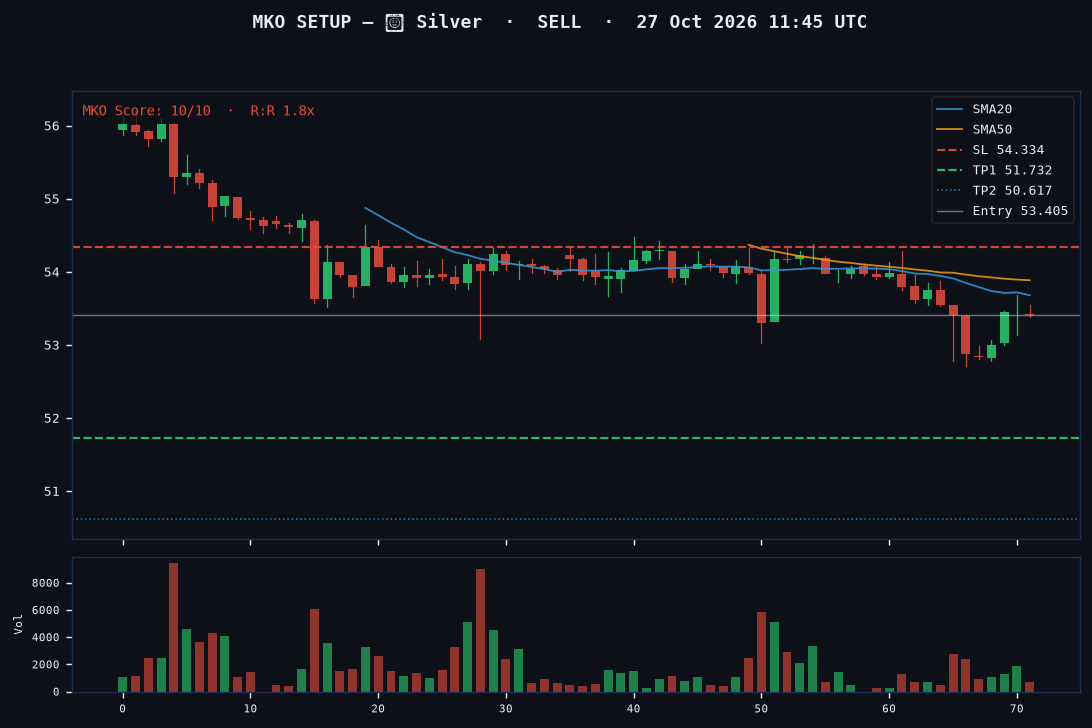 MKO SETUP — Silver · SELL · 27 Oct 2026 11:45 UTC
MKO Score: 10/10 · R:R 1.8x
SMA20
SMA50
SL 54.334
TP1 51.732
TP2 50.617
Entry 53.405
56
55
54
53
52
51
Vol
8000
6000
4000
2000
0
0 10 20 30 40 50 60 70